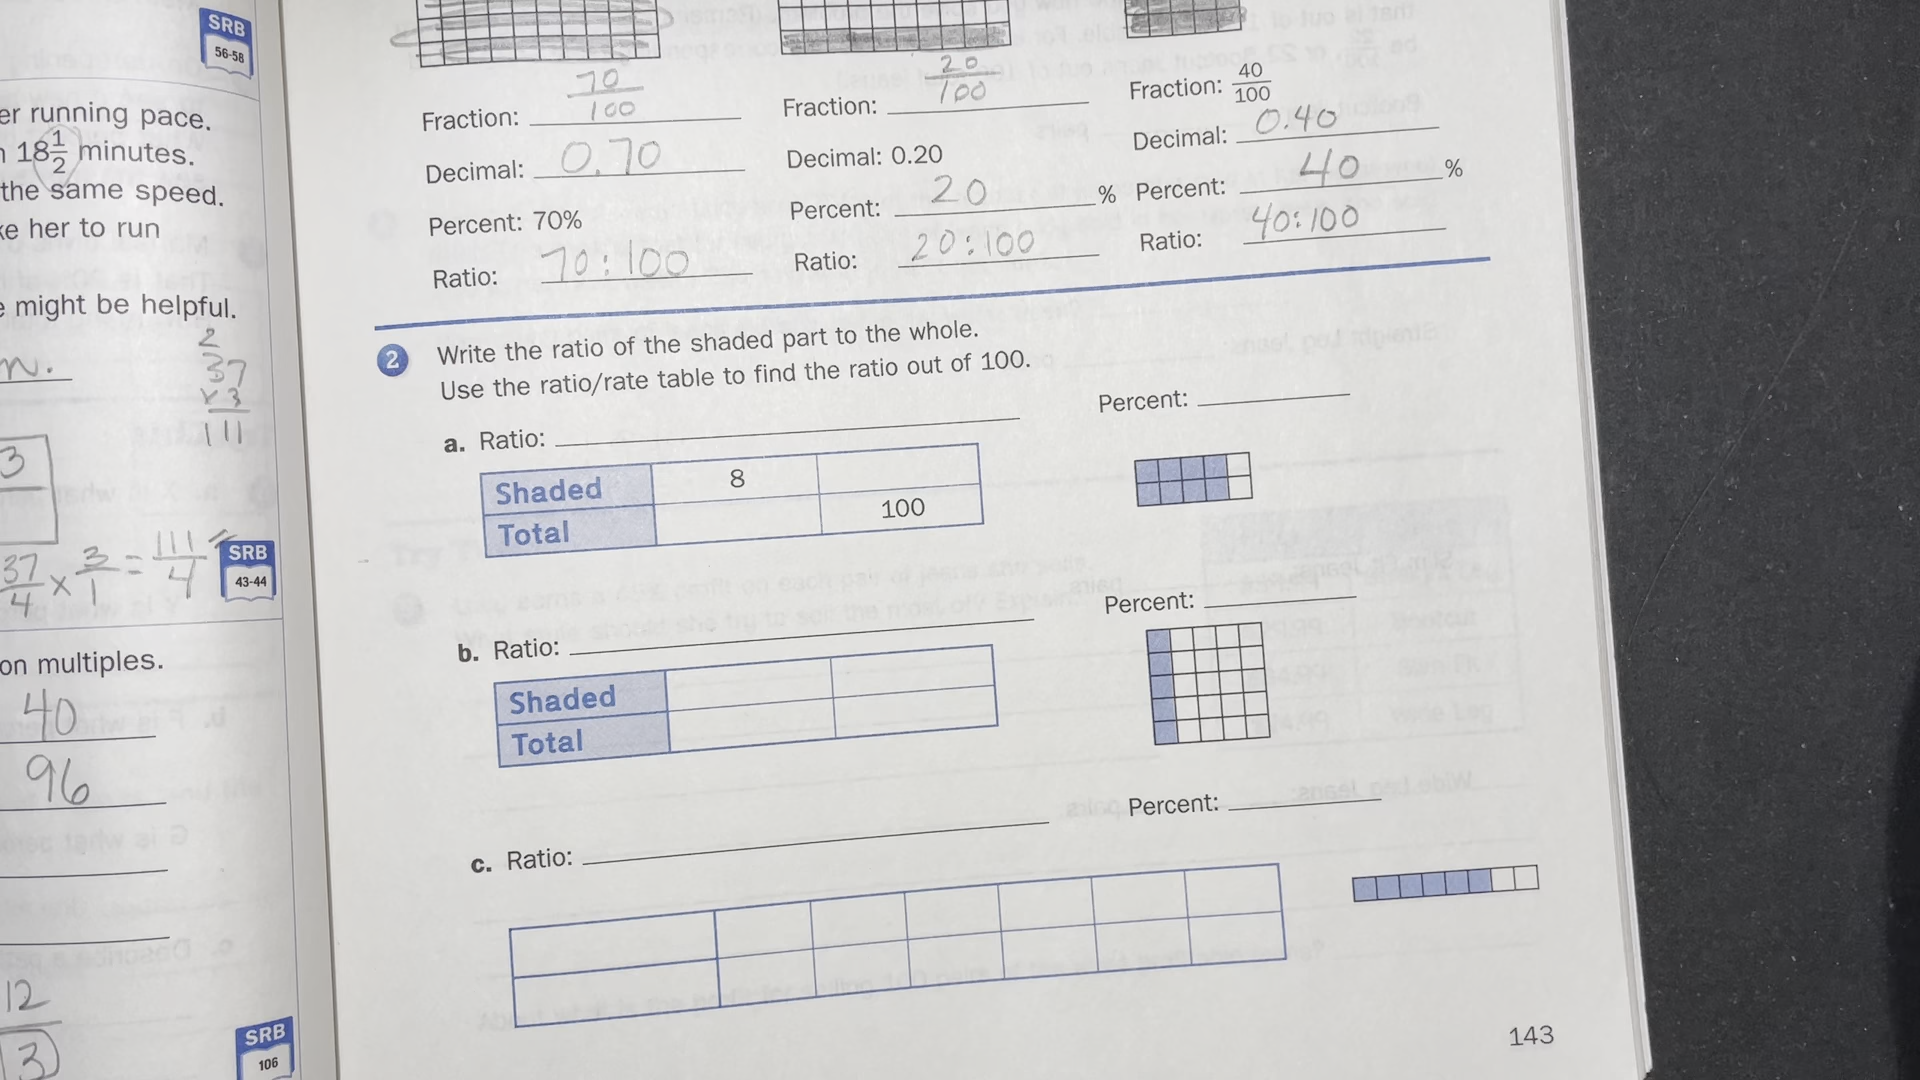 SRB
56-58
er running pace.
18 1/2 minutes.
the same speed.
ke her to run
e might be helpful.
2
37
x 3
111
3
37/4 x 3/1 = 111/4
SRB
43-44
on multiples.
40
96
12
3
SRB
106
Fraction: 70/100
Decimal: 0.70
Percent: 70%
Ratio: 70:100
Fraction: 20/100
Decimal: 0.20
Percent: 20 %
Ratio: 20:100
Fraction: 40/100
Decimal: 0.40
Percent: 40 %
Ratio: 40:100
2 Write the ratio of the shaded part to the whole.
Use the ratio/rate table to find the ratio out of 100.
a. Ratio: Percent:
Shaded 8
Total 100
b. Ratio: Percent:
Shaded
Total
c. Ratio: Percent:
143